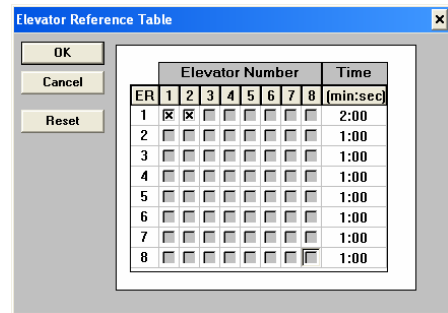 Elevator Reference Table
OK
Cancel
Reset
Elevator Number Time
ER 1 2 3 4 5 6 7 8 (min:sec)
1 2:00
2 1:00
3 1:00
4 1:00
5 1:00
6 1:00
7 1:00
8 1:00